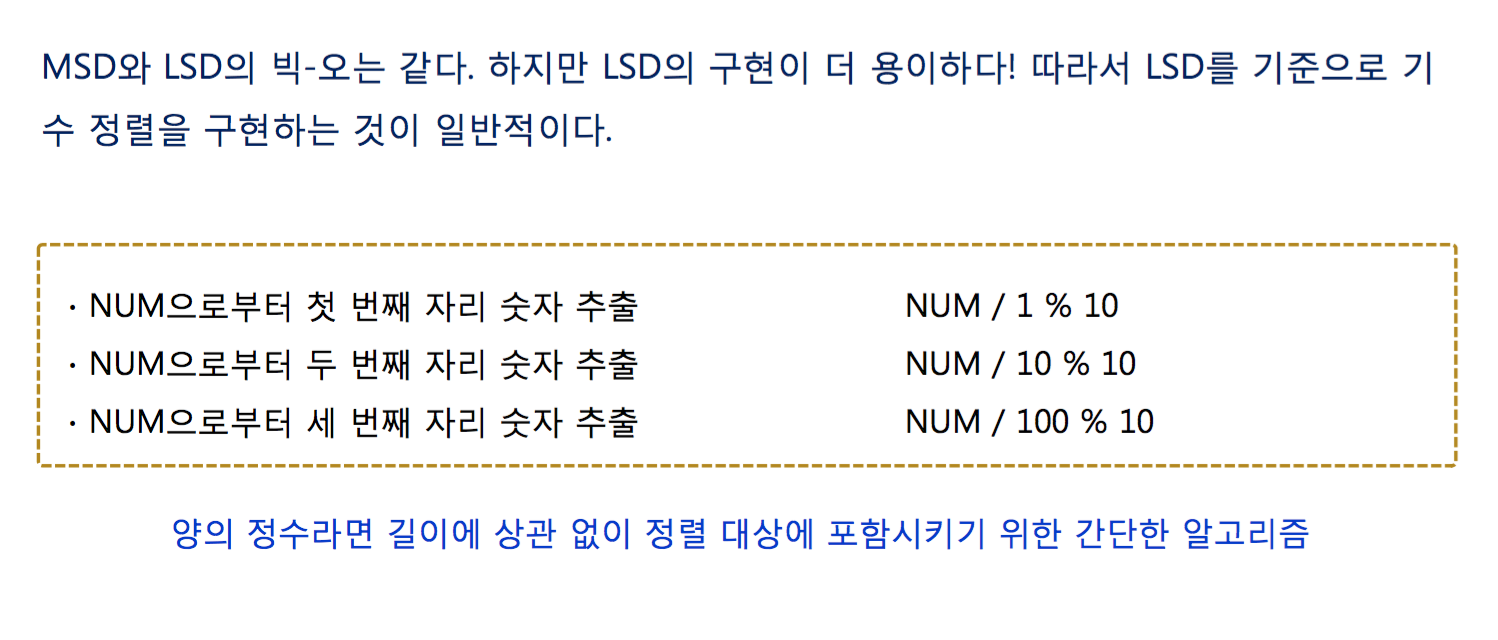 MSD와 LSD의 빅-오는 같다. 하지만 LSD의 구현이 더 용이하다! 따라서 LSD를 기준으로 기
수 정렬을 구현하는 것이 일반적이다.
· NUM으로부터 첫 번째 자리 숫자 추출 NUM / 1 % 10
· NUM으로부터 두 번째 자리 숫자 추출 NUM / 10 % 10
· NUM으로부터 세 번째 자리 숫자 추출 NUM / 100 % 10
양의 정수라면 길이에 상관 없이 정렬 대상에 포함시키기 위한 간단한 알고리즘